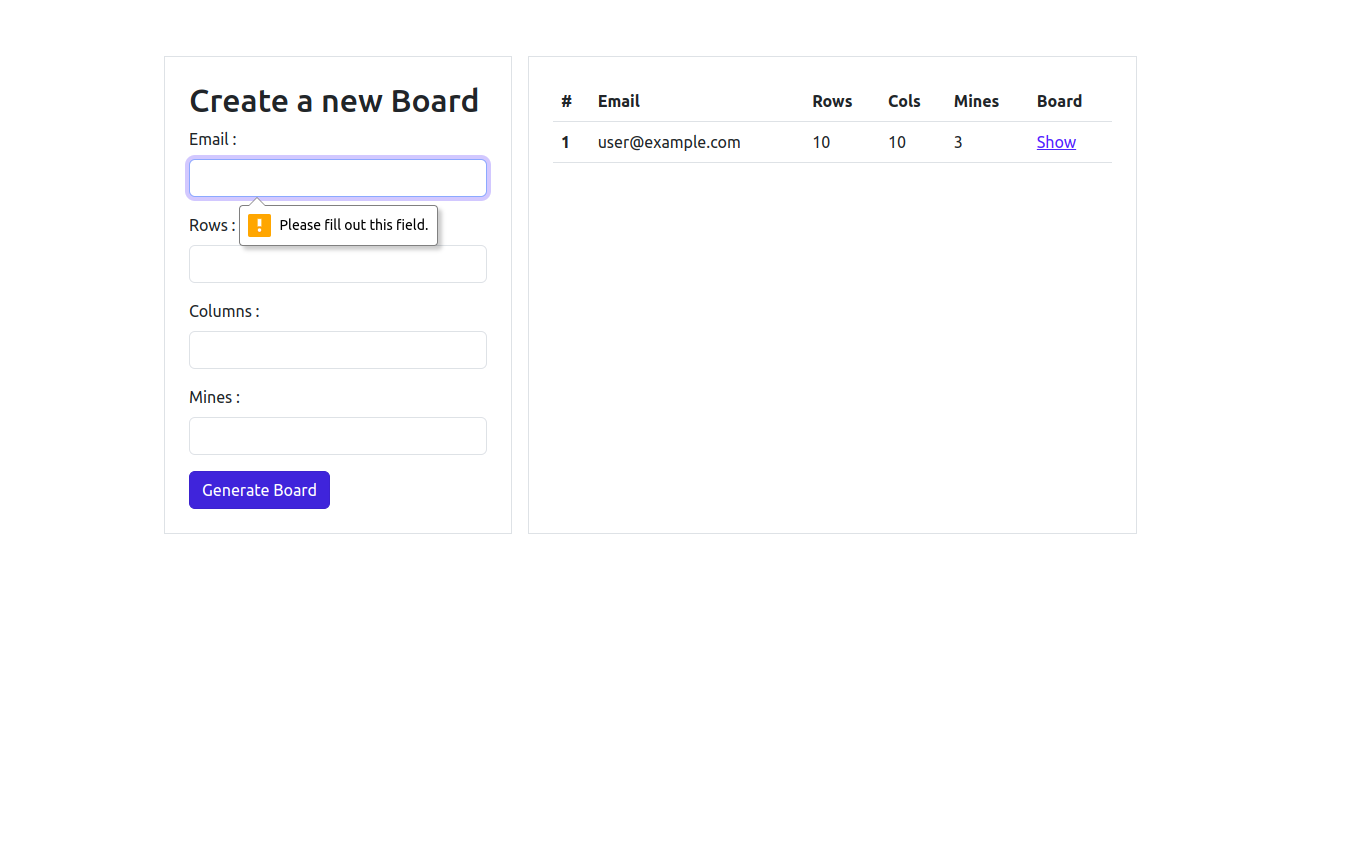 Create a new Board
Email :
Please fill out this field.
Rows :
Columns :
Mines :
Generate Board
# Email Rows Cols Mines Board
1 user@example.com 10 10 3 Show